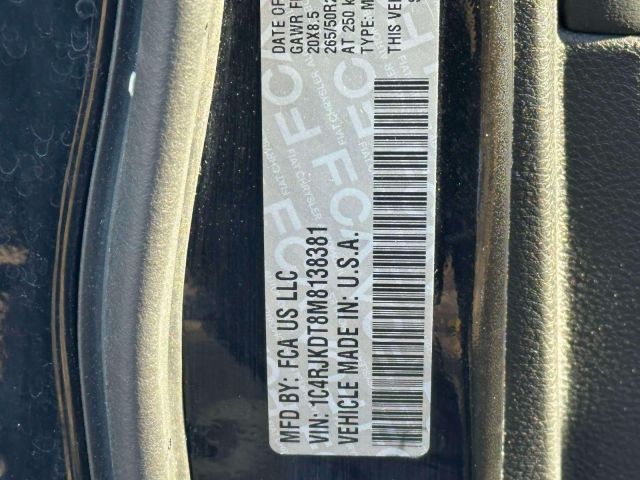 MFD BY: FCA US LLC
DATE OF
GAWR F
20X8.5
265/50R2
AT 250 k
VIN: 1C4RJKDT8M8138381
TYPE: M
VEHICLE MADE IN: U.S.A.
THIS VE